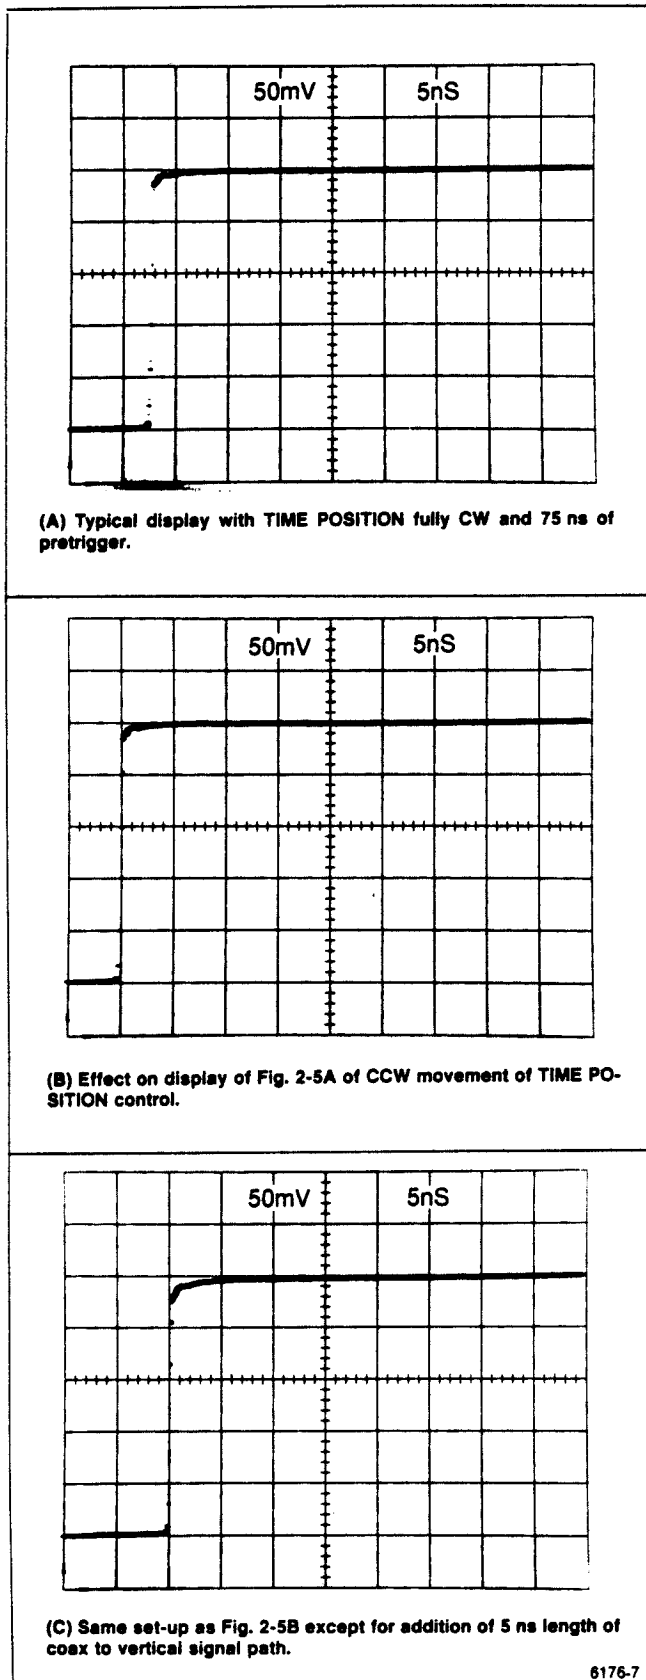 50mV 5nS
(A) Typical display with TIME POSITION fully CW and 75 ns of
pretrigger.
50mV 5nS
(B) Effect on display of Fig. 2-5A of CCW movement of TIME PO-
SITION control.
50mV 5nS
(C) Same set-up as Fig. 2-5B except for addition of 5 ns length of
coax to vertical signal path.
6176-7